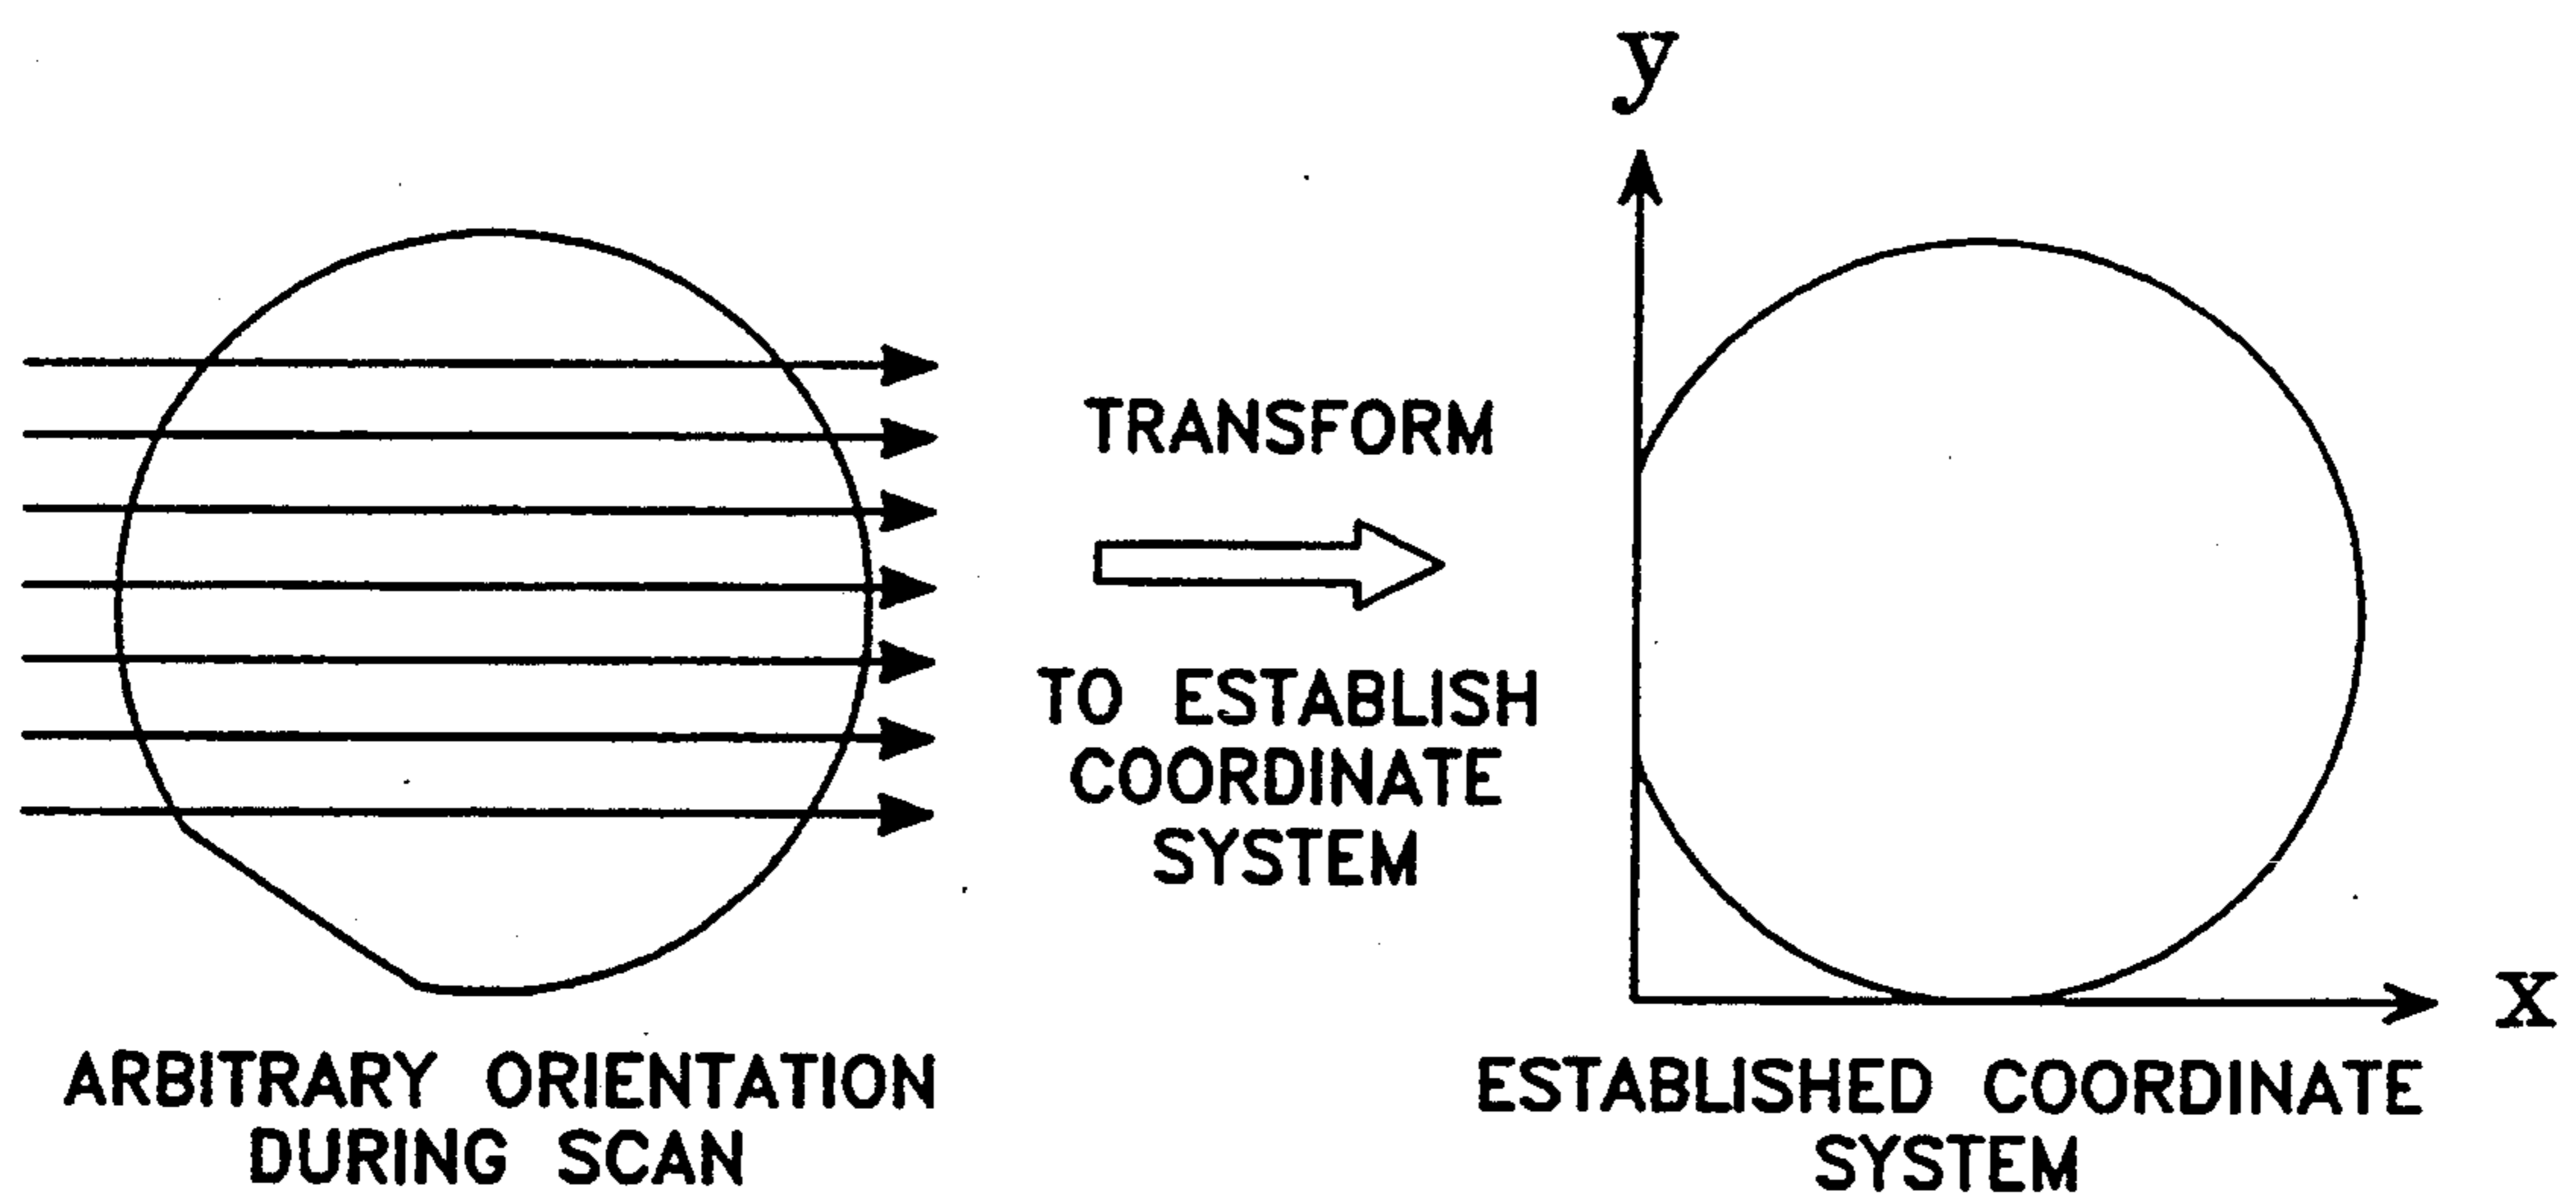 y
TRANSFORM
TO ESTABLISH
COORDINATE
SYSTEM
x
ARBITRARY ORIENTATION
DURING SCAN
ESTABLISHED COORDINATE
SYSTEM